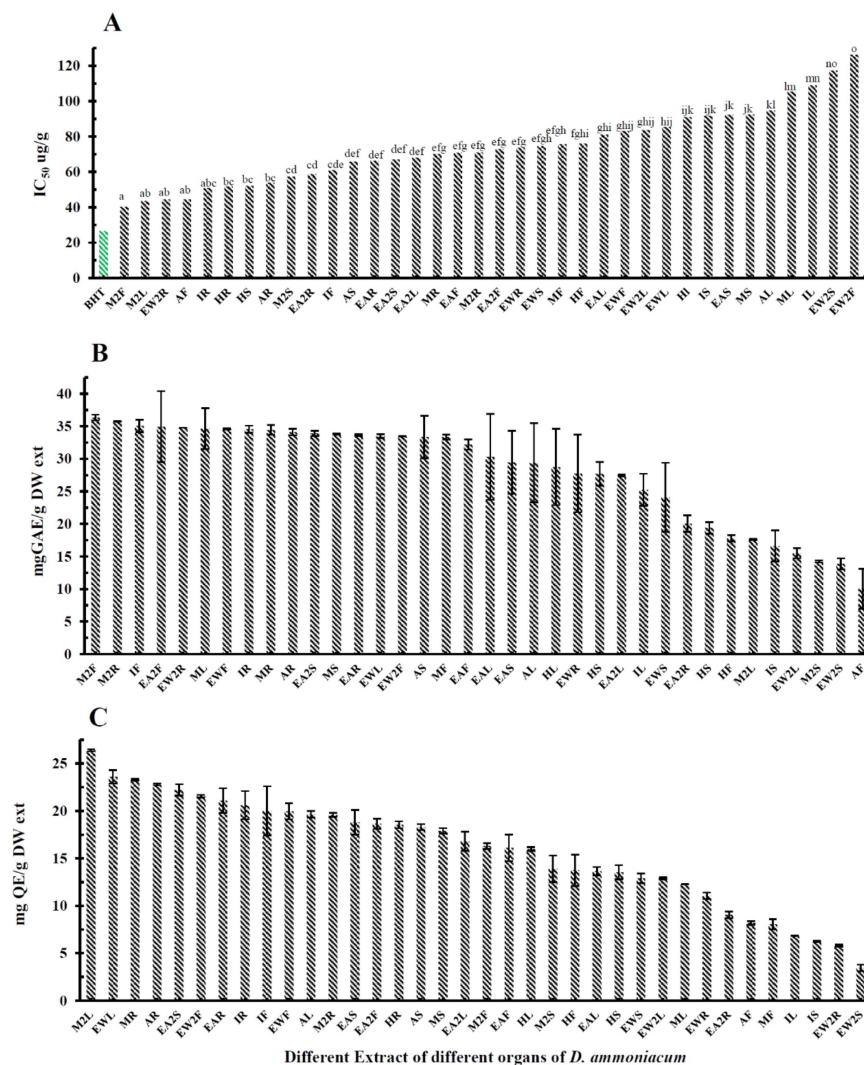 A
IC50 ug/g
120
100
80
60
40
20
0
a ab ab ab abc bc bc bc cd cd cde def def def def efg efg efg efg efg efgh efgh fghi ghi ghij ghij hij ijk ijk jk jk kl lm mn no o
BHT M2F M2L EW2R AF IR HR HS AR M2S EA2R IF AS EAR EA2S EA2L MR EAF M2R EA2F EWR EWS MF HF EAL EWF EW2L EWL HI IS EAS MS AL ML IL EW2S EW2F
B
mgGAE/g DW ext
40
35
30
25
20
15
10
5
0
M2F M2R IF EA2F EW2R ML EWF IR MR AR EA2S MS EAR EWL EW2F AS MF EAF EAL EAS AL HL EWR HS EA2L IL EWS EA2R HS HF M2L IS EW2L M2S EW2S AF
C
mg QE/g DW ext
25
20
15
10
5
0
M2L EWL MR AR EA2S EW2F EAR IR IF EWF AL M2R EAS EA2F HR AS MS EA2L M2F EAF HL M2S HF EAL HS EWS EW2L ML EWR EA2R AF MF IL IS EW2R EW2S
Different Extract of different organs of D. ammoniacum